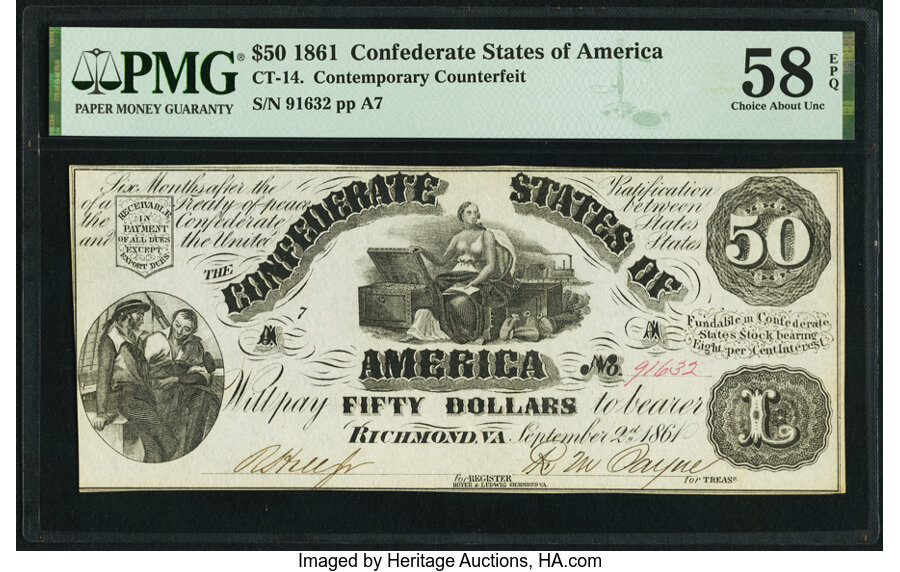 PMG®
PAPER MONEY GUARANTY
$50 1861 Confederate States of America
CT-14. Contemporary Counterfeit
S/N 91632 pp A7
58 EPQ
Choice About Unc
Six Months after the Ratification
of a Treaty of peace between
the Confederate States
and the United States
RECEIVABLE
IN
PAYMENT
OF ALL DUES
EXCEPT
EXPORT DUES
THE CONFEDERATE STATES OF
AMERICA
50
7
A A
Fundable in Confederate
States Stock bearing
Eight per Cent Interest
No. 91632
Will pay FIFTY DOLLARS to bearer
RICHMOND, VA September 2nd 1861
L
for REGISTER
for TREASR
HOYER & LUDWIG RICHMOND VA.
Imaged by Heritage Auctions, HA.com